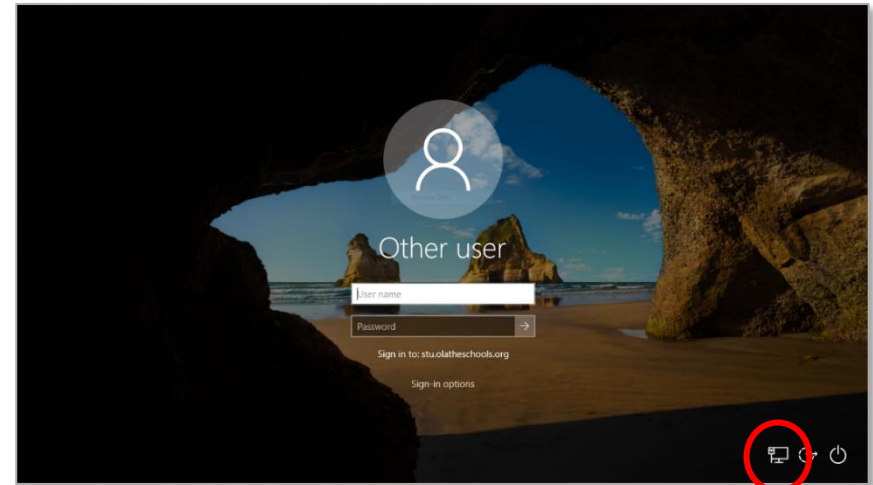 Other user
User name
Password
Sign in to: stu.olatheschools.org
Sign-in options